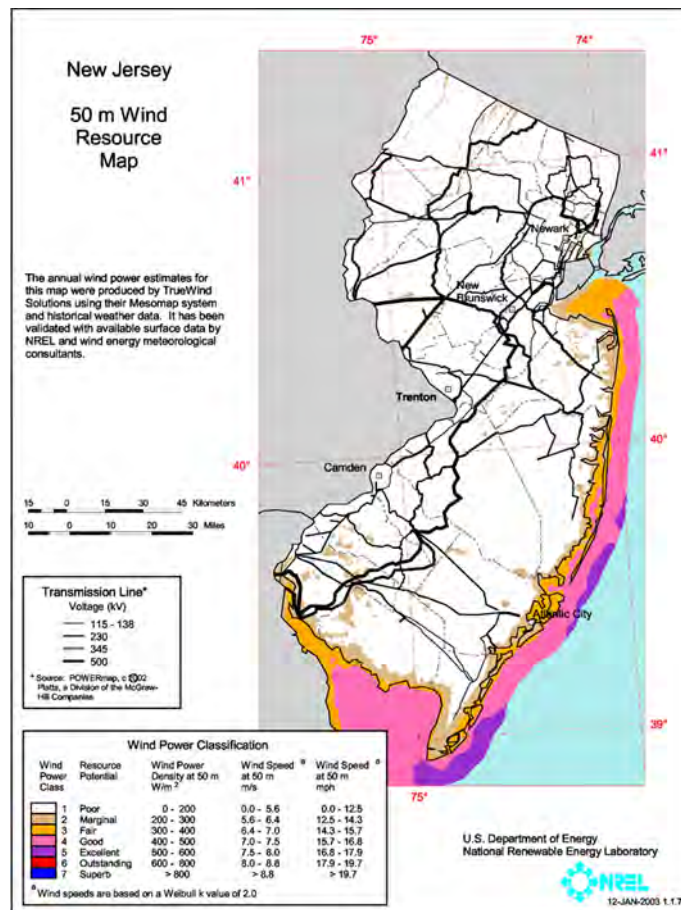 New Jersey
50 m Wind
Resource
Map
The annual wind power estimates for
this map were produced by TrueWind
Solutions using their Mesomap system
and historical weather data. It has been
validated with available surface data by
NREL and wind energy meteorological
consultants.
75°
74°
41°
41°
Newark
New
Brunswick
Trenton
40°
40°
Camden
Atlantic City
39°
75°
15 0 15 30 45 Kilometers
10 0 10 20 30 Miles
Transmission Line*
Voltage (kV)
115 - 138
230
345
500
* Source: POWERmap, c 2002
Platts, a Division of the McGraw-
Hill Companies
Wind Power Classification
Wind Resource Wind Power Wind Speed a Wind Speed a
Power Potential Density at 50 m at 50 m at 50 m
Class W/m 2 m/s mph
1 Poor 0 - 200 0.0 - 5.6 0.0 - 12.5
2 Marginal 200 - 300 5.6 - 6.4 12.5 - 14.3
3 Fair 300 - 400 6.4 - 7.0 14.3 - 15.7
4 Good 400 - 500 7.0 - 7.5 15.7 - 16.8
5 Excellent 500 - 600 7.5 - 8.0 16.8 - 17.9
6 Outstanding 600 - 800 8.0 - 8.8 17.9 - 19.7
7 Superb > 800 > 8.8 > 19.7
a Wind speeds are based on a Weibull k value of 2.0
U.S. Department of Energy
National Renewable Energy Laboratory
NREL
12-JAN-2003 1.1.7